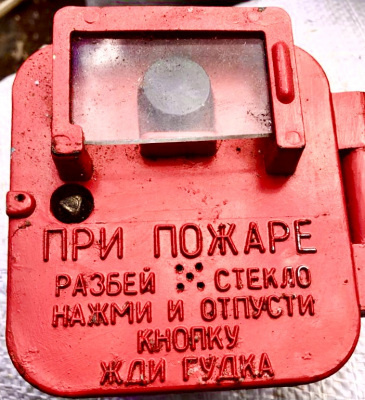 ПРИ ПОЖАРЕ
РАЗБЕЙ СТЕКЛО
НАЖМИ И ОТПУСТИ
КНОПКУ
ЖДИ ГУДКА